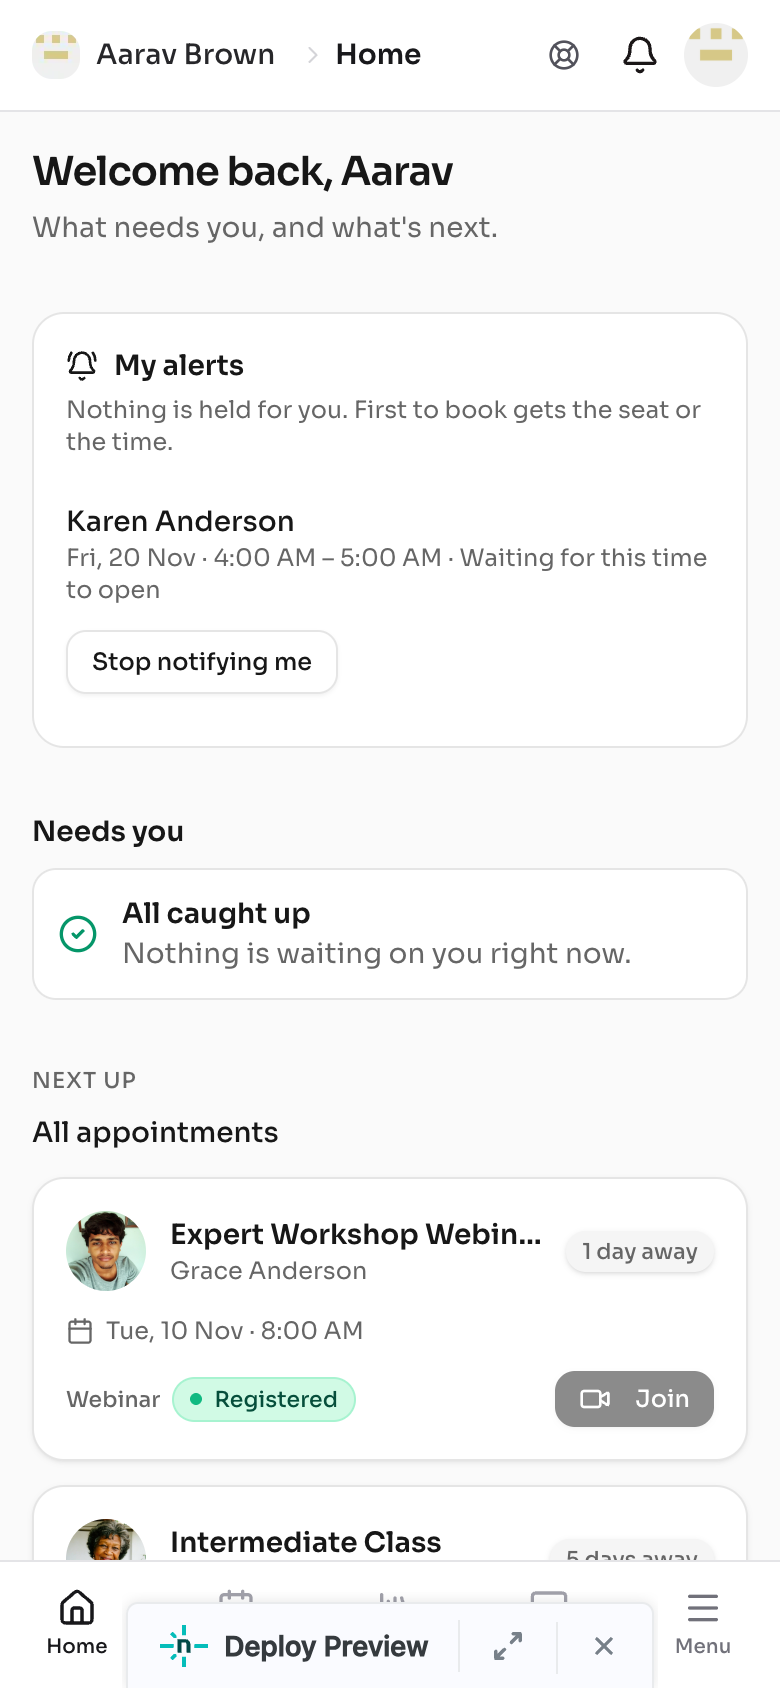 Aarav Brown > Home
Welcome back, Aarav
What needs you, and what's next.
My alerts
Nothing is held for you. First to book gets the seat or
the time.
Karen Anderson
Fri, 20 Nov · 4:00 AM – 5:00 AM · Waiting for this time
to open
Stop notifying me
Needs you
All caught up
Nothing is waiting on you right now.
NEXT UP
All appointments
Expert Workshop Webin...
1 day away
Grace Anderson
Tue, 10 Nov · 8:00 AM
Webinar
Registered
Join
Intermediate Class
5 days away
Home
n
Deploy Preview
Menu